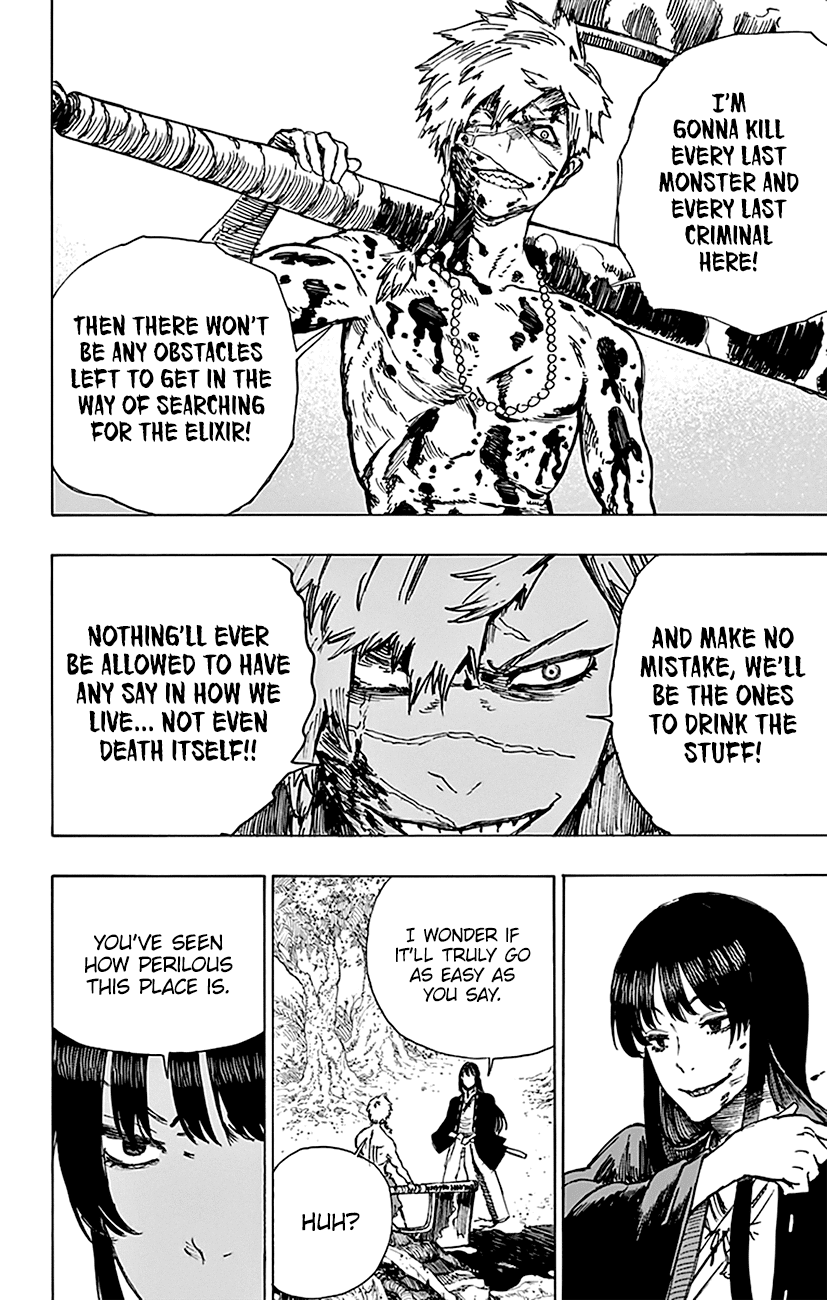 I'M
GONNA KILL
EVERY LAST
MONSTER AND
EVERY LAST
CRIMINAL
HERE!
THEN THERE WON'T
BE ANY OBSTACLES
LEFT TO GET IN THE
WAY OF SEARCHING
FOR THE ELIXIR!
AND MAKE NO
MISTAKE, WE'LL
BE THE ONES
TO DRINK THE
STUFF!
NOTHING'LL EVER
BE ALLOWED TO HAVE
ANY SAY IN HOW WE
LIVE... NOT EVEN
DEATH ITSELF!!
I WONDER IF
IT'LL TRULY GO
AS EASY AS
YOU SAY.
HUH?
YOU'VE SEEN
HOW PERILOUS
THIS PLACE IS.